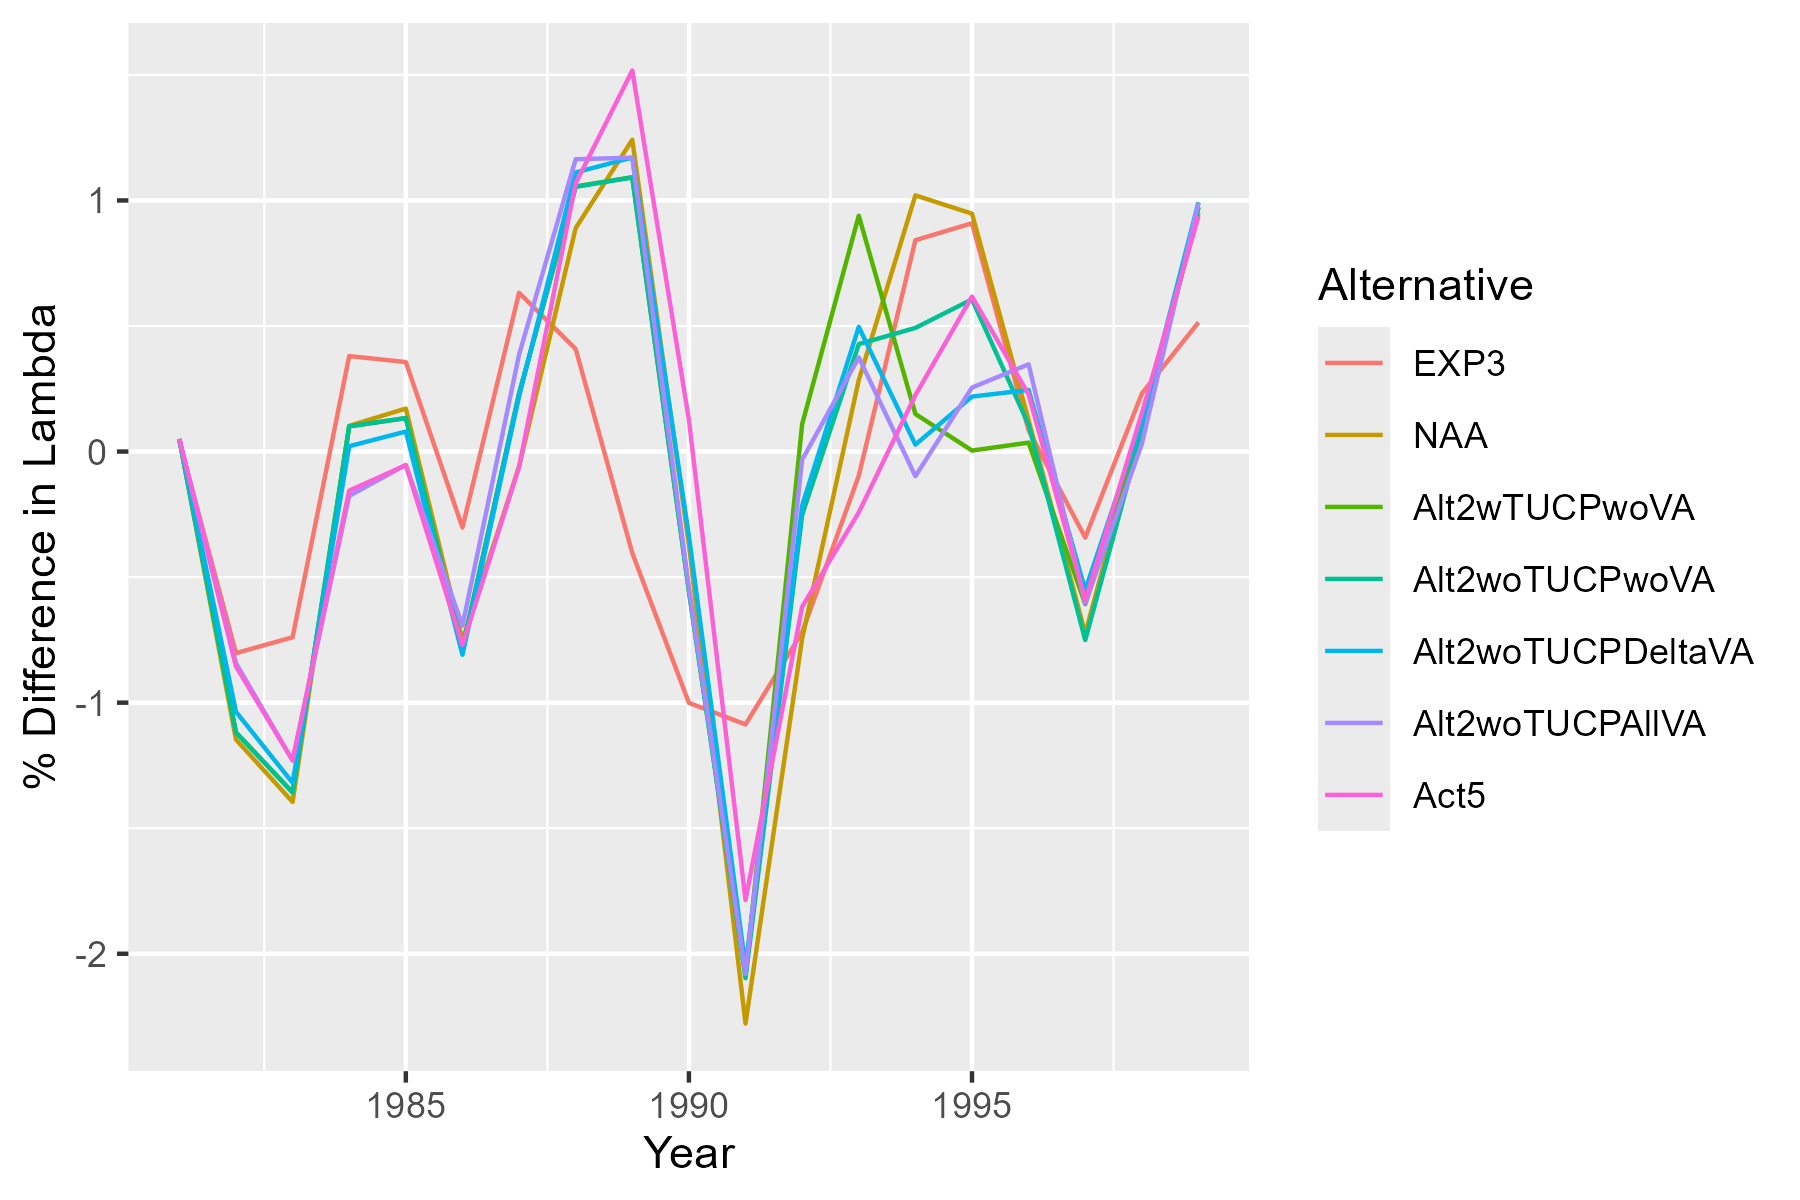 % Difference in Lambda
1
0
-1
-2
1985
1990
1995
Year
Alternative
EXP3
NAA
Alt2wTUCPwoVA
Alt2woTUCPwoVA
Alt2woTUCPDeltaVA
Alt2woTUCPAllVA
Act5